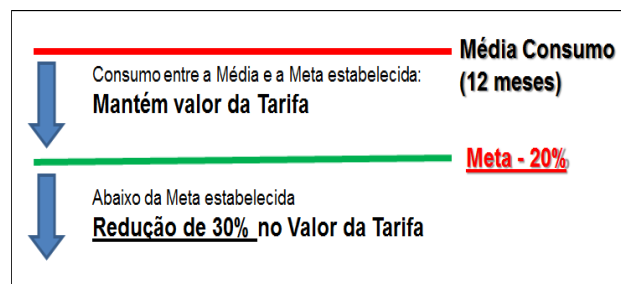 Média Consumo
(12 meses)
Consumo entre a Média e a Meta estabelecida:
Mantém valor da Tarifa
Meta - 20%
Abaixo da Meta estabelecida
Redução de 30% no Valor da Tarifa